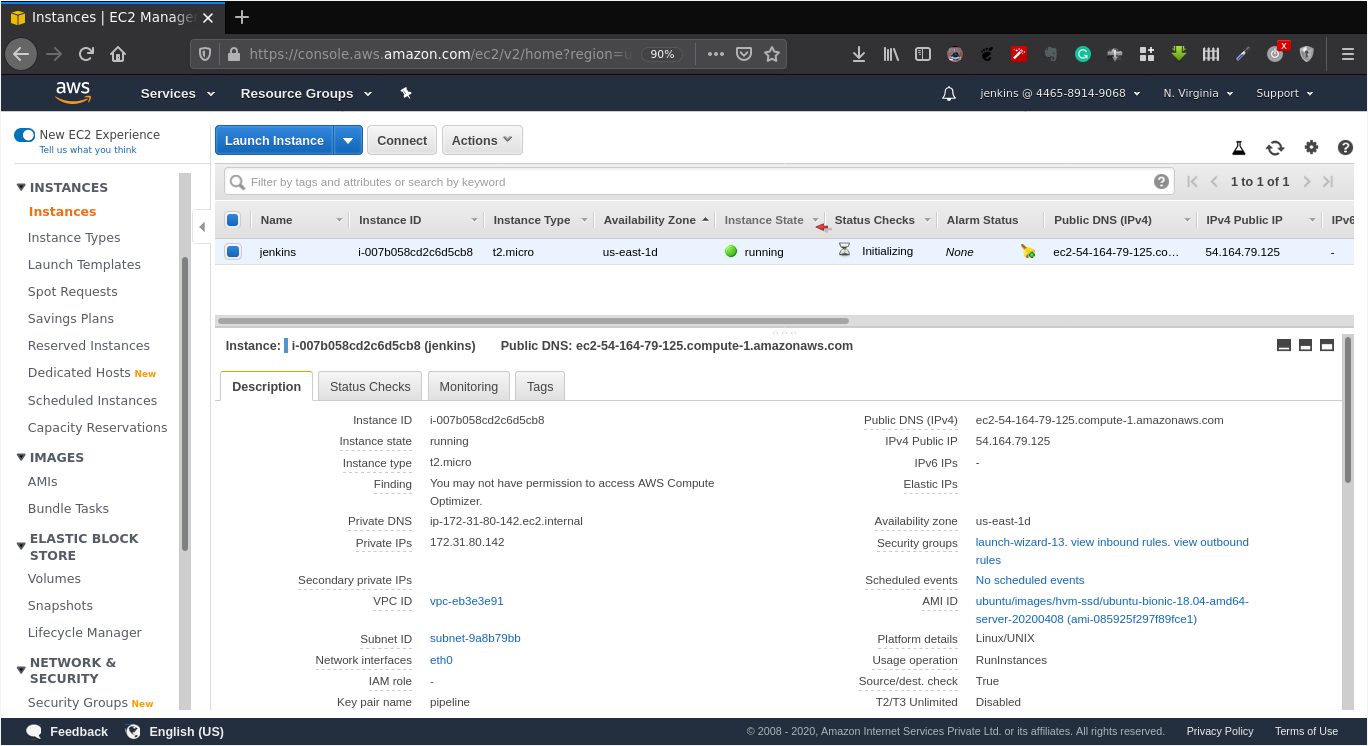 Instances | EC2 Manage
https://console.aws.amazon.com/ec2/v2/home?region=u
90%
x
aws
Services
Resource Groups
jenkins @ 4465-8914-9068
N. Virginia
Support
New EC2 Experience
Tell us what you think
INSTANCES
Instances
Instance Types
Launch Templates
Spot Requests
Savings Plans
Reserved Instances
Dedicated Hosts New
Scheduled Instances
Capacity Reservations
IMAGES
AMIs
Bundle Tasks
ELASTIC BLOCK
STORE
Volumes
Snapshots
Lifecycle Manager
NETWORK &
SECURITY
Security Groups New
Launch Instance
Connect
Actions
Filter by tags and attributes or search by keyword
1 to 1 of 1
Name Instance ID Instance Type Availability Zone Instance State Status Checks Alarm Status Public DNS (IPv4) IPv4 Public IP IPv6
jenkins i-007b058cd2c6d5cb8 t2.micro us-east-1d running Initializing None ec2-54-164-79-125.co… 54.164.79.125 -
Instance: i-007b058cd2c6d5cb8 (jenkins) Public DNS: ec2-54-164-79-125.compute-1.amazonaws.com
Description Status Checks Monitoring Tags
Instance ID i-007b058cd2c6d5cb8
Instance state running
Instance type t2.micro
Finding You may not have permission to access AWS Compute
Optimizer.
Private DNS ip-172-31-80-142.ec2.internal
Private IPs 172.31.80.142
Secondary private IPs
VPC ID vpc-eb3e3e91
Subnet ID subnet-9a8b79bb
Network interfaces eth0
IAM role -
Key pair name pipeline
Public DNS (IPv4) ec2-54-164-79-125.compute-1.amazonaws.com
IPv4 Public IP 54.164.79.125
IPv6 IPs -
Elastic IPs
Availability zone us-east-1d
Security groups launch-wizard-13. view inbound rules. view outbound
rules
Scheduled events No scheduled events
AMI ID ubuntu/images/hvm-ssd/ubuntu-bionic-18.04-amd64-
server-20200408 (ami-085925f297f89fce1)
Platform details Linux/UNIX
Usage operation RunInstances
Source/dest. check True
T2/T3 Unlimited Disabled
Feedback
English (US)
© 2008 - 2020, Amazon Internet Services Private Ltd. or its affiliates. All rights reserved.
Privacy Policy
Terms of Use